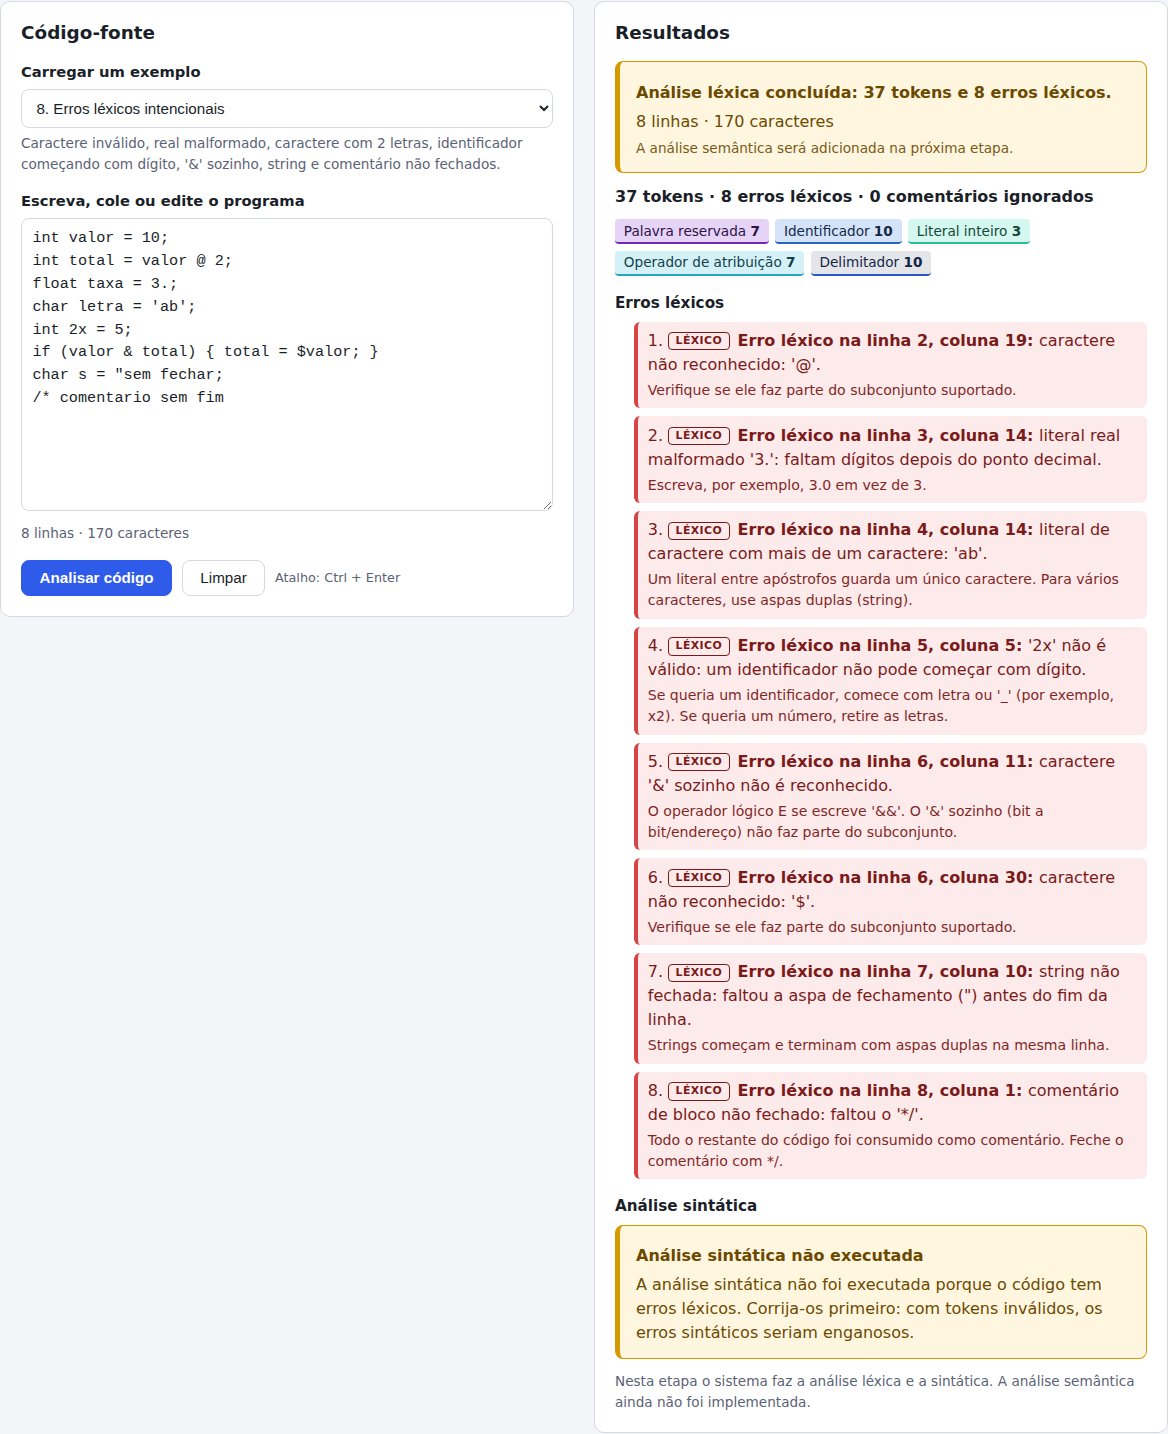 Código-fonte
Carregar um exemplo
8. Erros léxicos intencionais
Caractere inválido, real malformado, caractere com 2 letras, identificador
começando com dígito, '&' sozinho, string e comentário não fechados.
Escreva, cole ou edite o programa
int valor = 10;
int total = valor @ 2;
float taxa = 3.;
char letra = 'ab';
int 2x = 5;
if (valor & total) { total = $valor; }
char s = "sem fechar;
/* comentario sem fim
8 linhas · 170 caracteres
Analisar código
Limpar
Atalho: Ctrl + Enter
Resultados
Análise léxica concluída: 37 tokens e 8 erros léxicos.
8 linhas · 170 caracteres
A análise semântica será adicionada na próxima etapa.
37 tokens · 8 erros léxicos · 0 comentários ignorados
Palavra reservada 7
Identificador 10
Literal inteiro 3
Operador de atribuição 7
Delimitador 10
Erros léxicos
1. LÉXICO Erro léxico na linha 2, coluna 19: caractere
não reconhecido: '@'.
Verifique se ele faz parte do subconjunto suportado.
2. LÉXICO Erro léxico na linha 3, coluna 14: literal real
malformado '3.': faltam dígitos depois do ponto decimal.
Escreva, por exemplo, 3.0 em vez de 3.
3. LÉXICO Erro léxico na linha 4, coluna 14: literal de
caractere com mais de um caractere: 'ab'.
Um literal entre apóstrofos guarda um único caractere. Para vários
caracteres, use aspas duplas (string).
4. LÉXICO Erro léxico na linha 5, coluna 5: '2x' não é
válido: um identificador não pode começar com dígito.
Se queria um identificador, comece com letra ou '_' (por exemplo,
x2). Se queria um número, retire as letras.
5. LÉXICO Erro léxico na linha 6, coluna 11: caractere
'&' sozinho não é reconhecido.
O operador lógico E se escreve '&&'. O '&' sozinho (bit a
bit/endereço) não faz parte do subconjunto.
6. LÉXICO Erro léxico na linha 6, coluna 30: caractere
não reconhecido: '$'.
Verifique se ele faz parte do subconjunto suportado.
7. LÉXICO Erro léxico na linha 7, coluna 10: string não
fechada: faltou a aspa de fechamento (") antes do fim da
linha.
Strings começam e terminam com aspas duplas na mesma linha.
8. LÉXICO Erro léxico na linha 8, coluna 1: comentário
de bloco não fechado: faltou o '*/'.
Todo o restante do código foi consumido como comentário. Feche o
comentário com */.
Análise sintática
Análise sintática não executada
A análise sintática não foi executada porque o código tem
erros léxicos. Corrija-os primeiro: com tokens inválidos, os
erros sintáticos seriam enganosos.
Nesta etapa o sistema faz a análise léxica e a sintática. A análise semântica
ainda não foi implementada.